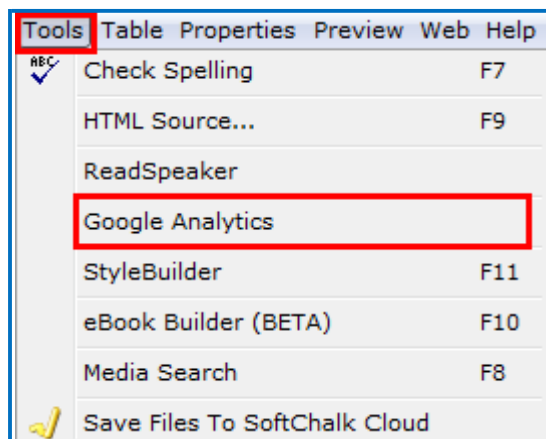 Tools Table Properties Preview Web Help
ABC Check Spelling F7
HTML Source... F9
ReadSpeaker
Google Analytics
StyleBuilder F11
eBook Builder (BETA) F10
Media Search F8
Save Files To SoftChalk Cloud